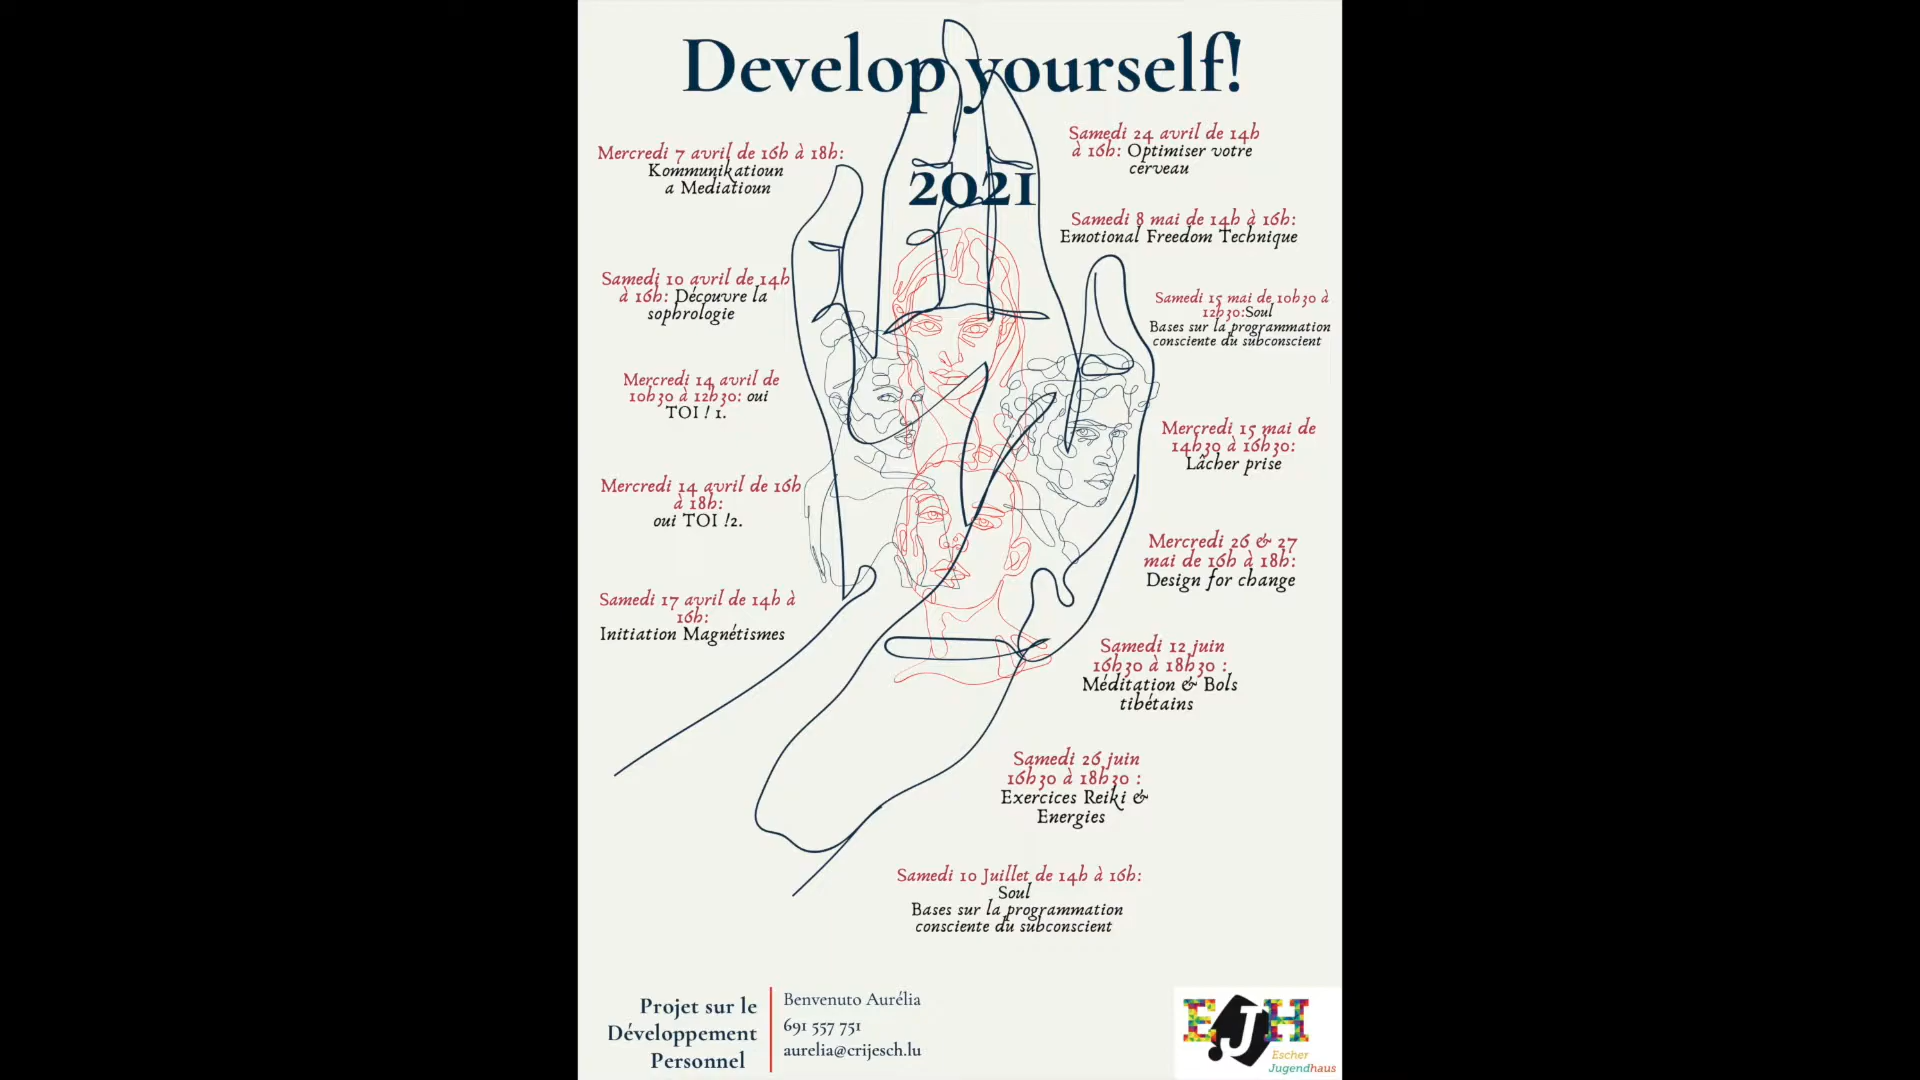 Develop yourself!
2021
Mercredi 7 avril de 16h à 18h:
Kommunikatioun
a Mediatioun
Samedi 10 avril de 14h
à 16h: Découvre la
sophrologie
Mercredi 14 avril de
10h30 à 12h30: oui
TOI ! 1.
Mercredi 14 avril de 16h
à 18h:
oui TOI !2.
Samedi 17 avril de 14h à
16h:
Initiation Magnétismes
Samedi 24 avril de 14h
à 16h: Optimiser votre
cerveau
Samedi 8 mai de 14h à 16h:
Emotional Freedom Technique
Samedi 15 mai de 10h30 à
12h30:Soul
Bases sur la programmation
consciente du subconscient
Mercredi 15 mai de
14h30 à 16h30:
Lâcher prise
Mercredi 26 & 27
mai de 16h à 18h:
Design for change
Samedi 12 juin
16h30 à 18h30 :
Méditation & Bols
tibétains
Samedi 26 juin
16h30 à 18h30 :
Exercices Reiki &
Energies
Samedi 10 Juillet de 14h à 16h:
Soul
Bases sur la programmation
consciente du subconscient
Projet sur le
Développement
Personnel
Benvenuto Aurélia
691 557 751
aurelia@crijesch.lu
EJH
Escher
Jugendhaus